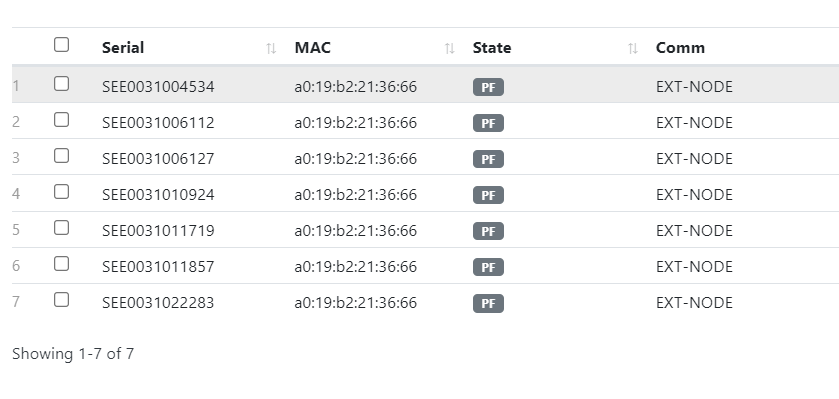 Serial MAC State Comm
1 SEE0031004534 a0:19:b2:21:36:66 PF EXT-NODE
2 SEE0031006112 a0:19:b2:21:36:66 PF EXT-NODE
3 SEE0031006127 a0:19:b2:21:36:66 PF EXT-NODE
4 SEE0031010924 a0:19:b2:21:36:66 PF EXT-NODE
5 SEE0031011719 a0:19:b2:21:36:66 PF EXT-NODE
6 SEE0031011857 a0:19:b2:21:36:66 PF EXT-NODE
7 SEE0031022283 a0:19:b2:21:36:66 PF EXT-NODE
Showing 1-7 of 7